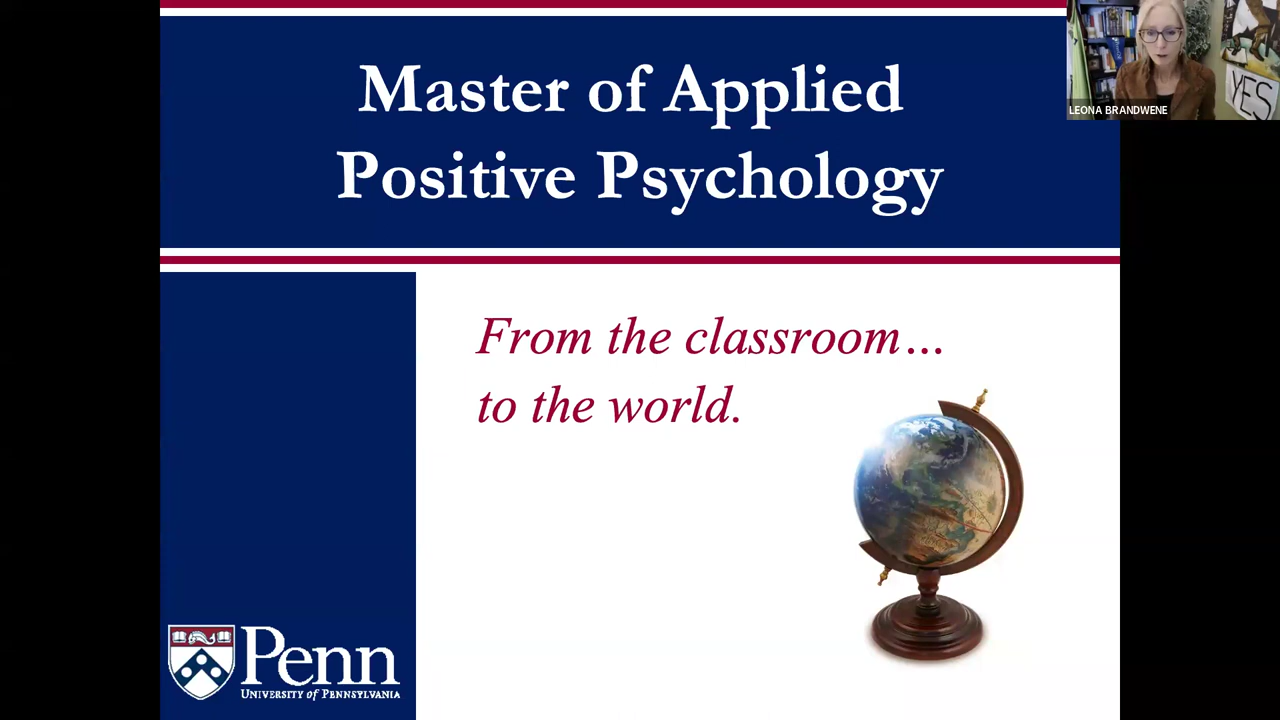 Master of Applied
Positive Psychology
LEONA BRANDWENE
YES
From the classroom…
to the world.
Penn
UNIVERSITY of PENNSYLVANIA